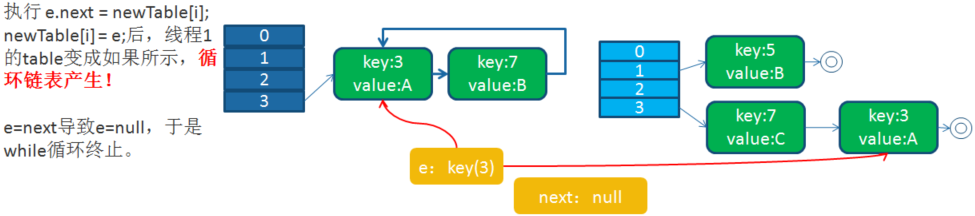 执行 e.next = newTable[i];
newTable[i] = e;后，线程1
的table变成如果所示，循
环链表产生！
e=next导致e=null，于是
while循环终止。
0
1
2
3
key:3
value:A
key:7
value:B
e：key(3)
next：null
0
1
2
3
key:5
value:B
key:7
value:C
key:3
value:A